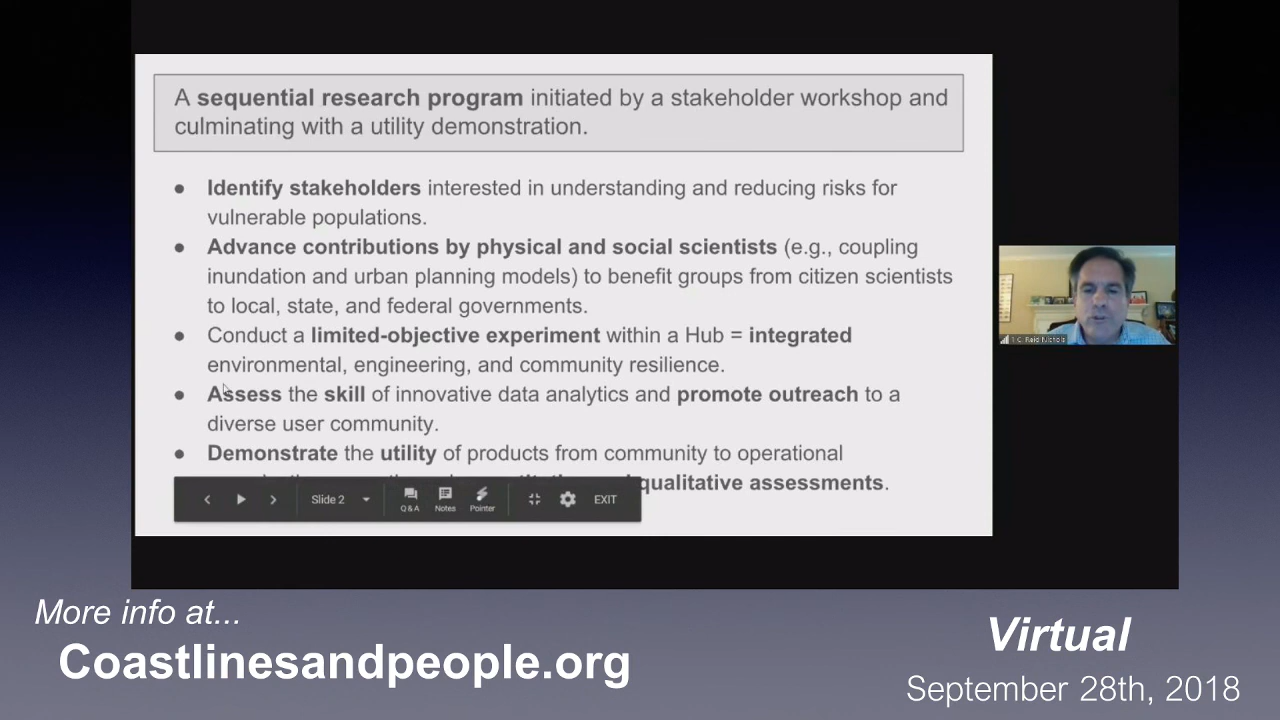 A sequential research program initiated by a stakeholder workshop and
culminating with a utility demonstration.
● Identify stakeholders interested in understanding and reducing risks for
vulnerable populations.
● Advance contributions by physical and social scientists (e.g., coupling
inundation and urban planning models) to benefit groups from citizen scientists
to local, state, and federal governments.
● Conduct a limited-objective experiment within a Hub = integrated
environmental, engineering, and community resilience.
● Assess the skill of innovative data analytics and promote outreach to a
diverse user community.
● Demonstrate the utility of products from community to operational
qualitative assessments.
Slide 2
Q & A
Notes
Pointer
EXIT
C. Reid Nichols
More info at...
Coastlinesandpeople.org
Virtual
September 28th, 2018